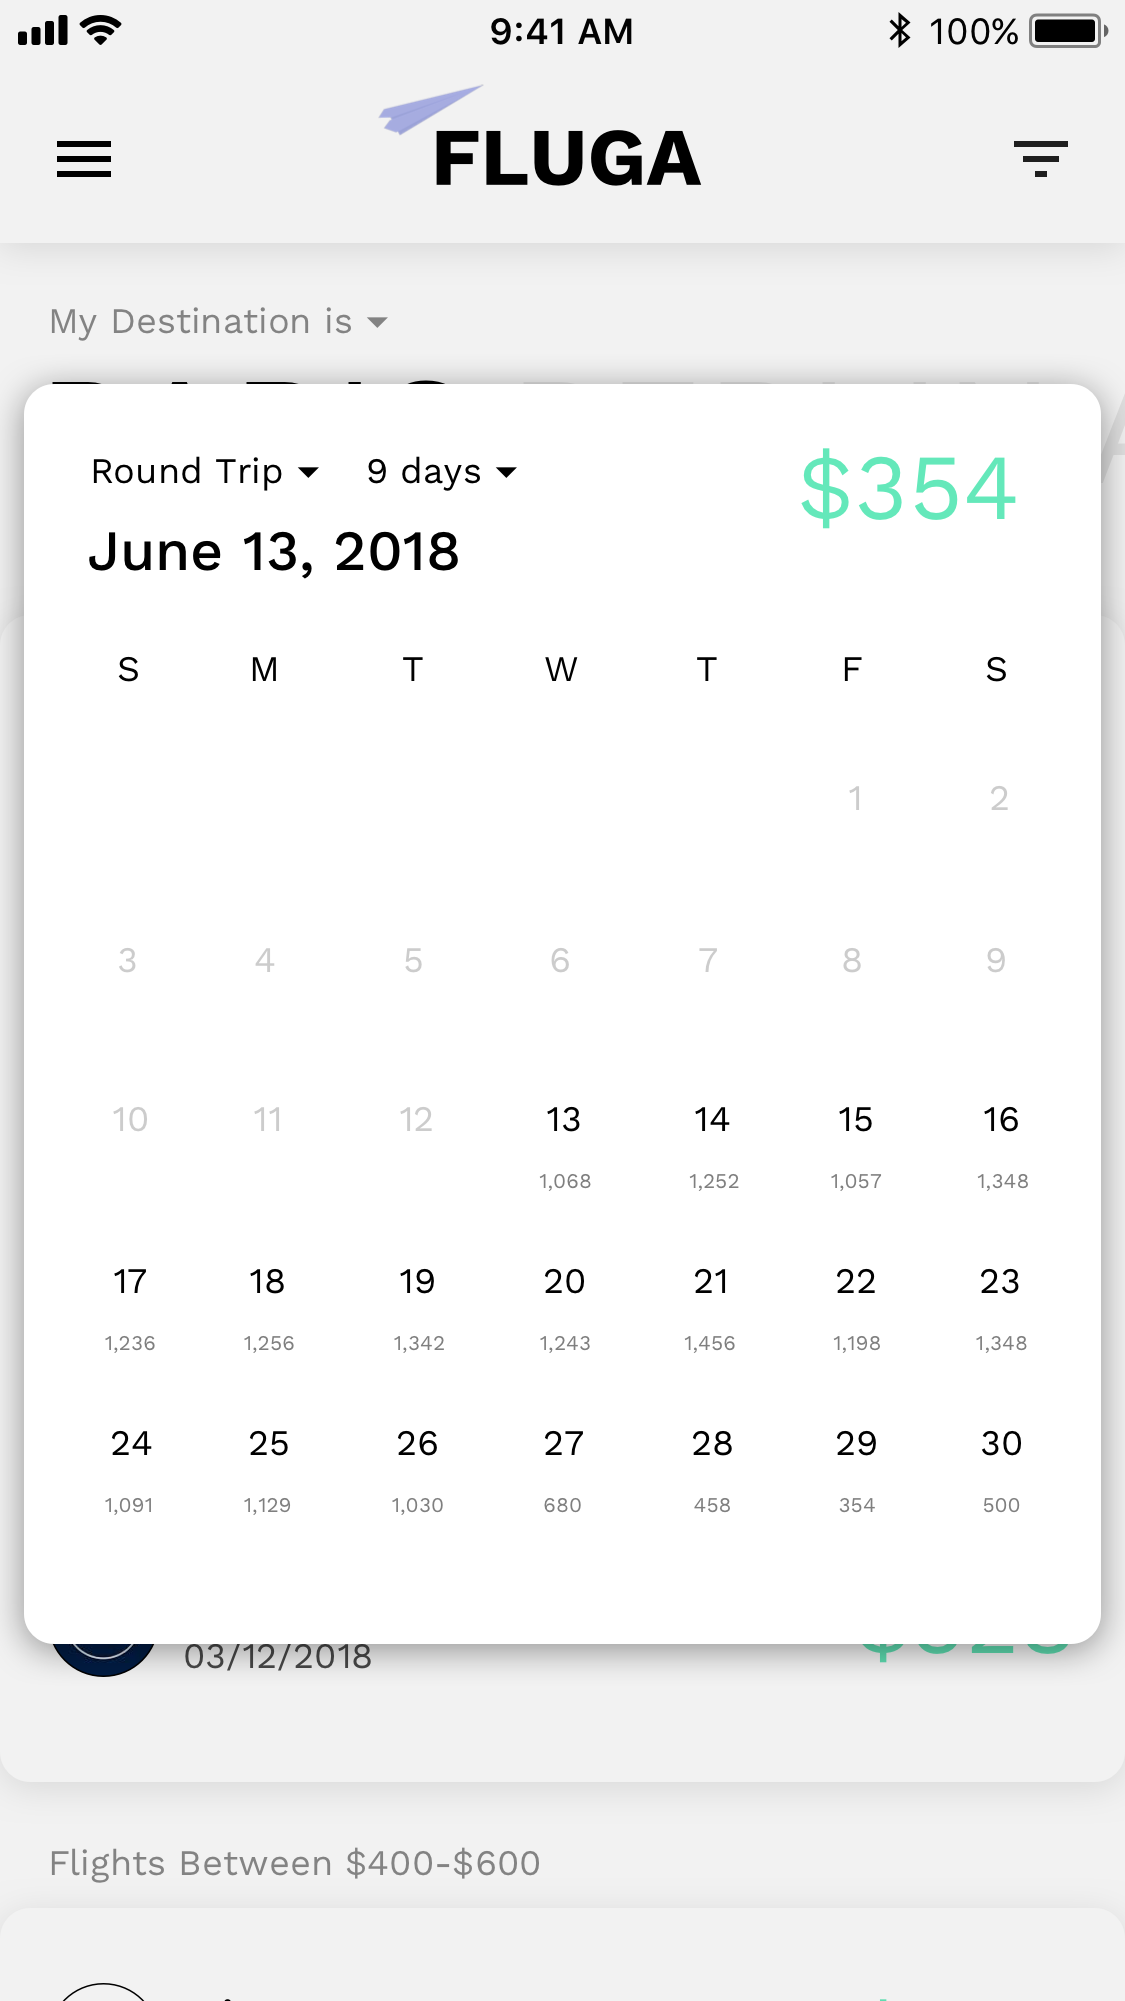 9:41 AM 100%
FLUGA
My Destination is
Round Trip 9 days $354
June 13, 2018
S M T W T F S
1 2
3 4 5 6 7 8 9
10 11 12 13 14 15 16
1,068 1,252 1,057 1,348
17 18 19 20 21 22 23
1,236 1,256 1,342 1,243 1,456 1,198 1,348
24 25 26 27 28 29 30
1,091 1,129 1,030 680 458 354 500
03/12/2018
Flights Between $400-$600